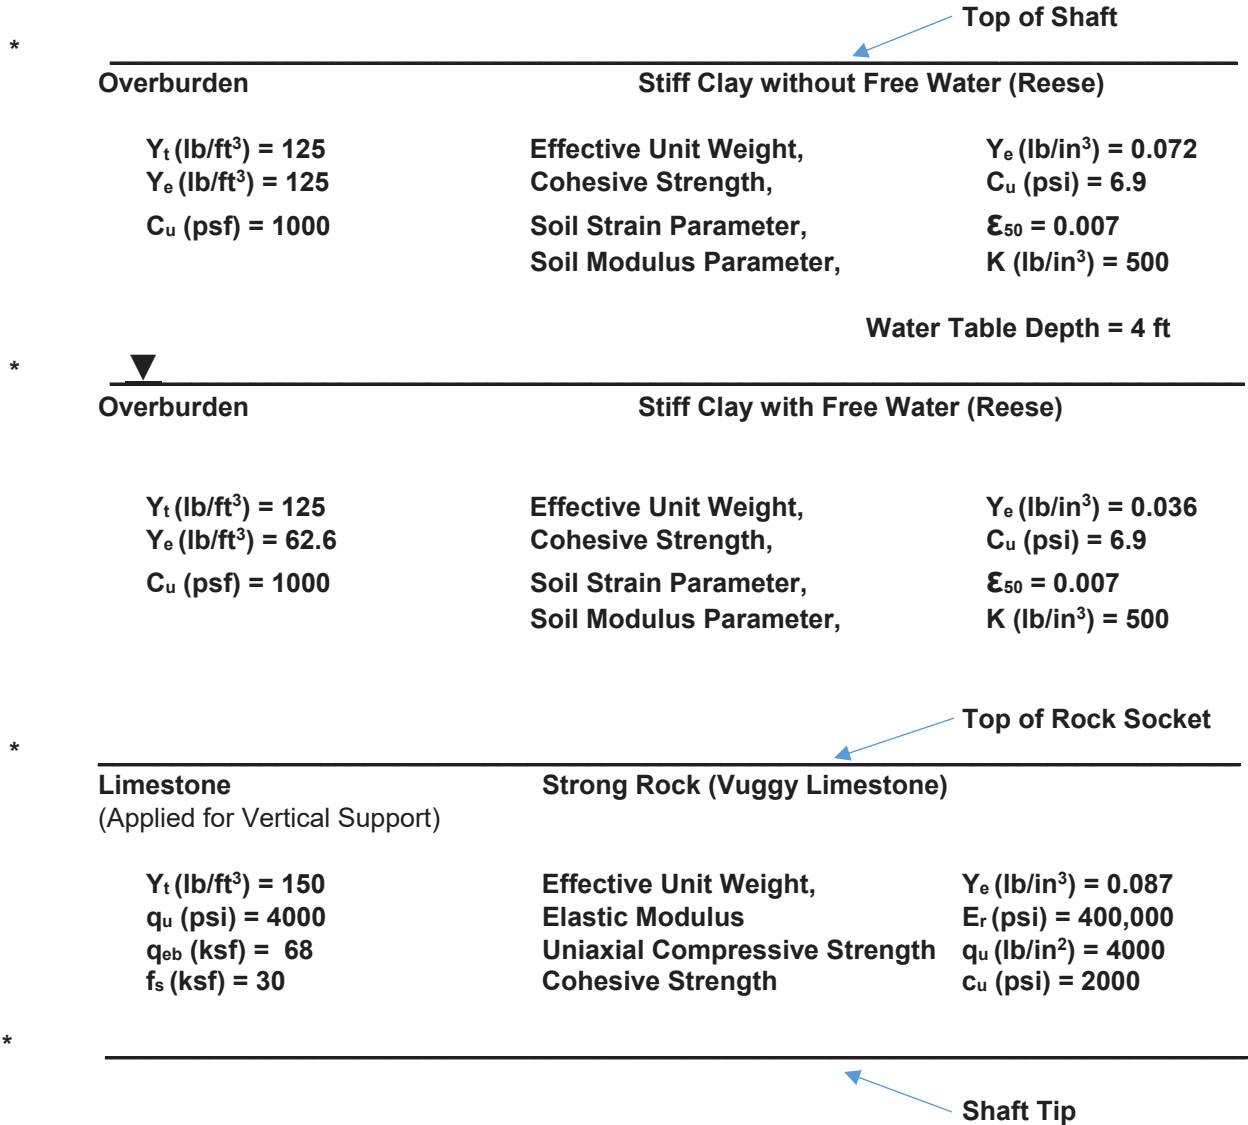 Top of Shaft
*
Overburden Stiff Clay without Free Water (Reese)
Yt (lb/ft³) = 125 Effective Unit Weight, Ye (lb/in³) = 0.072
Ye (lb/ft³) = 125 Cohesive Strength, Cu (psi) = 6.9
Cu (psf) = 1000 Soil Strain Parameter, Ɛ50 = 0.007
Soil Modulus Parameter, K (lb/in³) = 500
Water Table Depth = 4 ft
* ▼
Overburden Stiff Clay with Free Water (Reese)
Yt (lb/ft³) = 125 Effective Unit Weight, Ye (lb/in³) = 0.036
Ye (lb/ft³) = 62.6 Cohesive Strength, Cu (psi) = 6.9
Cu (psf) = 1000 Soil Strain Parameter, Ɛ50 = 0.007
Soil Modulus Parameter, K (lb/in³) = 500
Top of Rock Socket
*
Limestone Strong Rock (Vuggy Limestone)
(Applied for Vertical Support)
Yt (lb/ft³) = 150 Effective Unit Weight, Ye (lb/in³) = 0.087
qu (psi) = 4000 Elastic Modulus Er (psi) = 400,000
qeb (ksf) = 68 Uniaxial Compressive Strength qu (lb/in²) = 4000
fs (ksf) = 30 Cohesive Strength cu (psi) = 2000
*
Shaft Tip